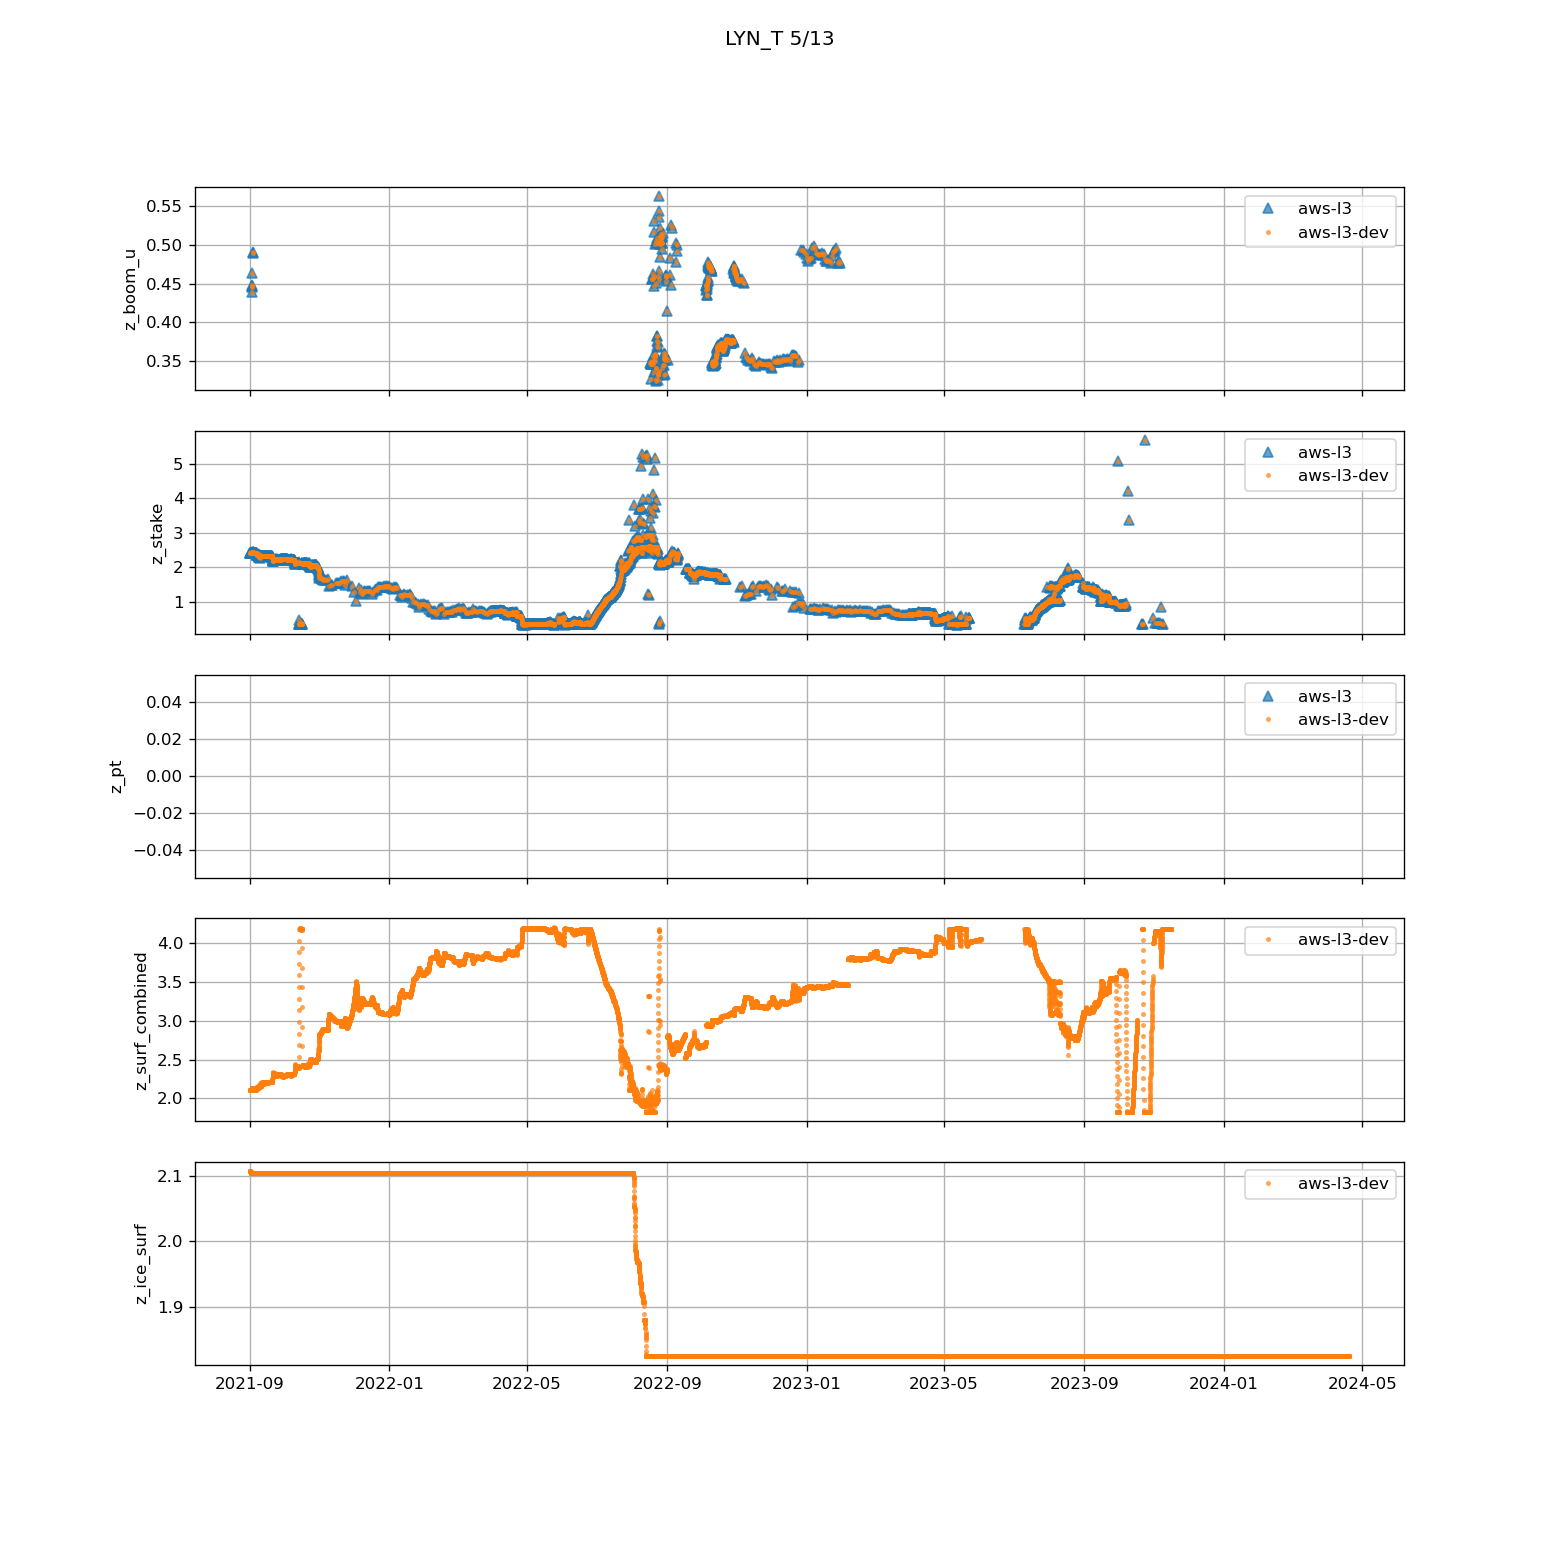 LYN_T 5/13
0.55
0.50
0.45
0.40
0.35
z_boom_u
aws-l3
aws-l3-dev
5
4
3
2
1
z_stake
aws-l3
aws-l3-dev
0.04
0.02
0.00
−0.02
−0.04
z_pt
aws-l3
aws-l3-dev
4.0
3.5
3.0
2.5
2.0
z_surf_combined
aws-l3-dev
2.1
2.0
1.9
z_ice_surf
aws-l3-dev
2021-09 2022-01 2022-05 2022-09 2023-01 2023-05 2023-09 2024-01 2024-05